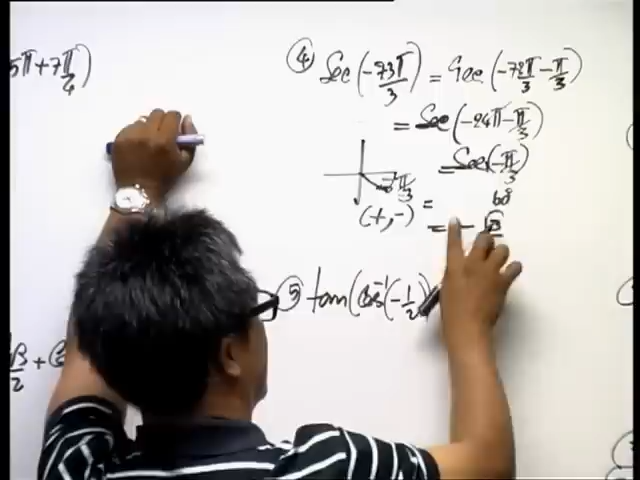 5π+7π/4)
④ Sec(-73π/3) = Sec(-72π/3-π/3)
= Sec(-24π-π/3)
= Sec(-π/3)
-π/3
(+,-) =
60°
= -
⑤ tan(cos⁻¹(-1/2)
β/2 +